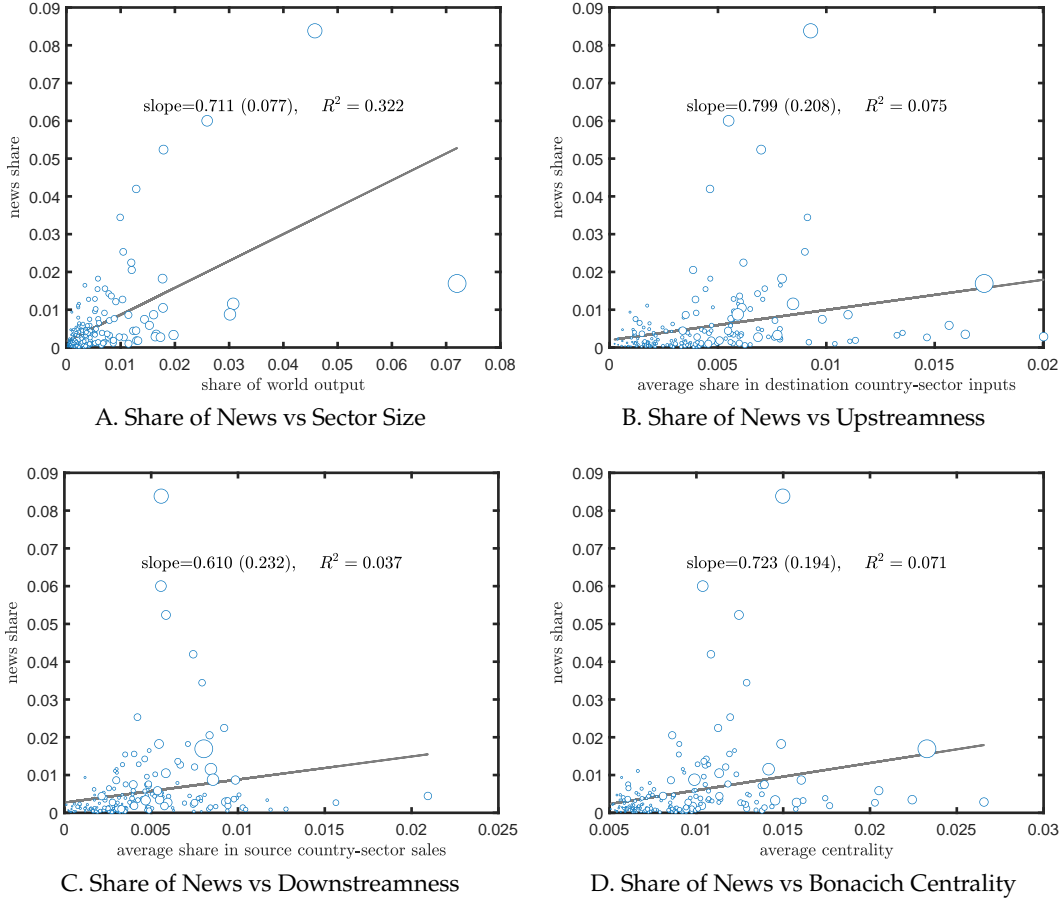 0.09
0.08
0.07
0.06
0.05
0.04
0.03
0.02
0.01
0
news share
slope=0.711 (0.077), R² = 0.322
0 0.01 0.02 0.03 0.04 0.05 0.06 0.07 0.08
share of world output
A. Share of News vs Sector Size
0.09
0.08
0.07
0.06
0.05
0.04
0.03
0.02
0.01
0
news share
slope=0.799 (0.208), R² = 0.075
0 0.005 0.01 0.015 0.02
average share in destination country-sector inputs
B. Share of News vs Upstreamness
0.09
0.08
0.07
0.06
0.05
0.04
0.03
0.02
0.01
0
news share
slope=0.610 (0.232), R² = 0.037
0 0.005 0.01 0.015 0.02 0.025
average share in source country-sector sales
C. Share of News vs Downstreamness
0.09
0.08
0.07
0.06
0.05
0.04
0.03
0.02
0.01
0
news share
slope=0.723 (0.194), R² = 0.071
0.005 0.01 0.015 0.02 0.025 0.03
average centrality
D. Share of News vs Bonacich Centrality